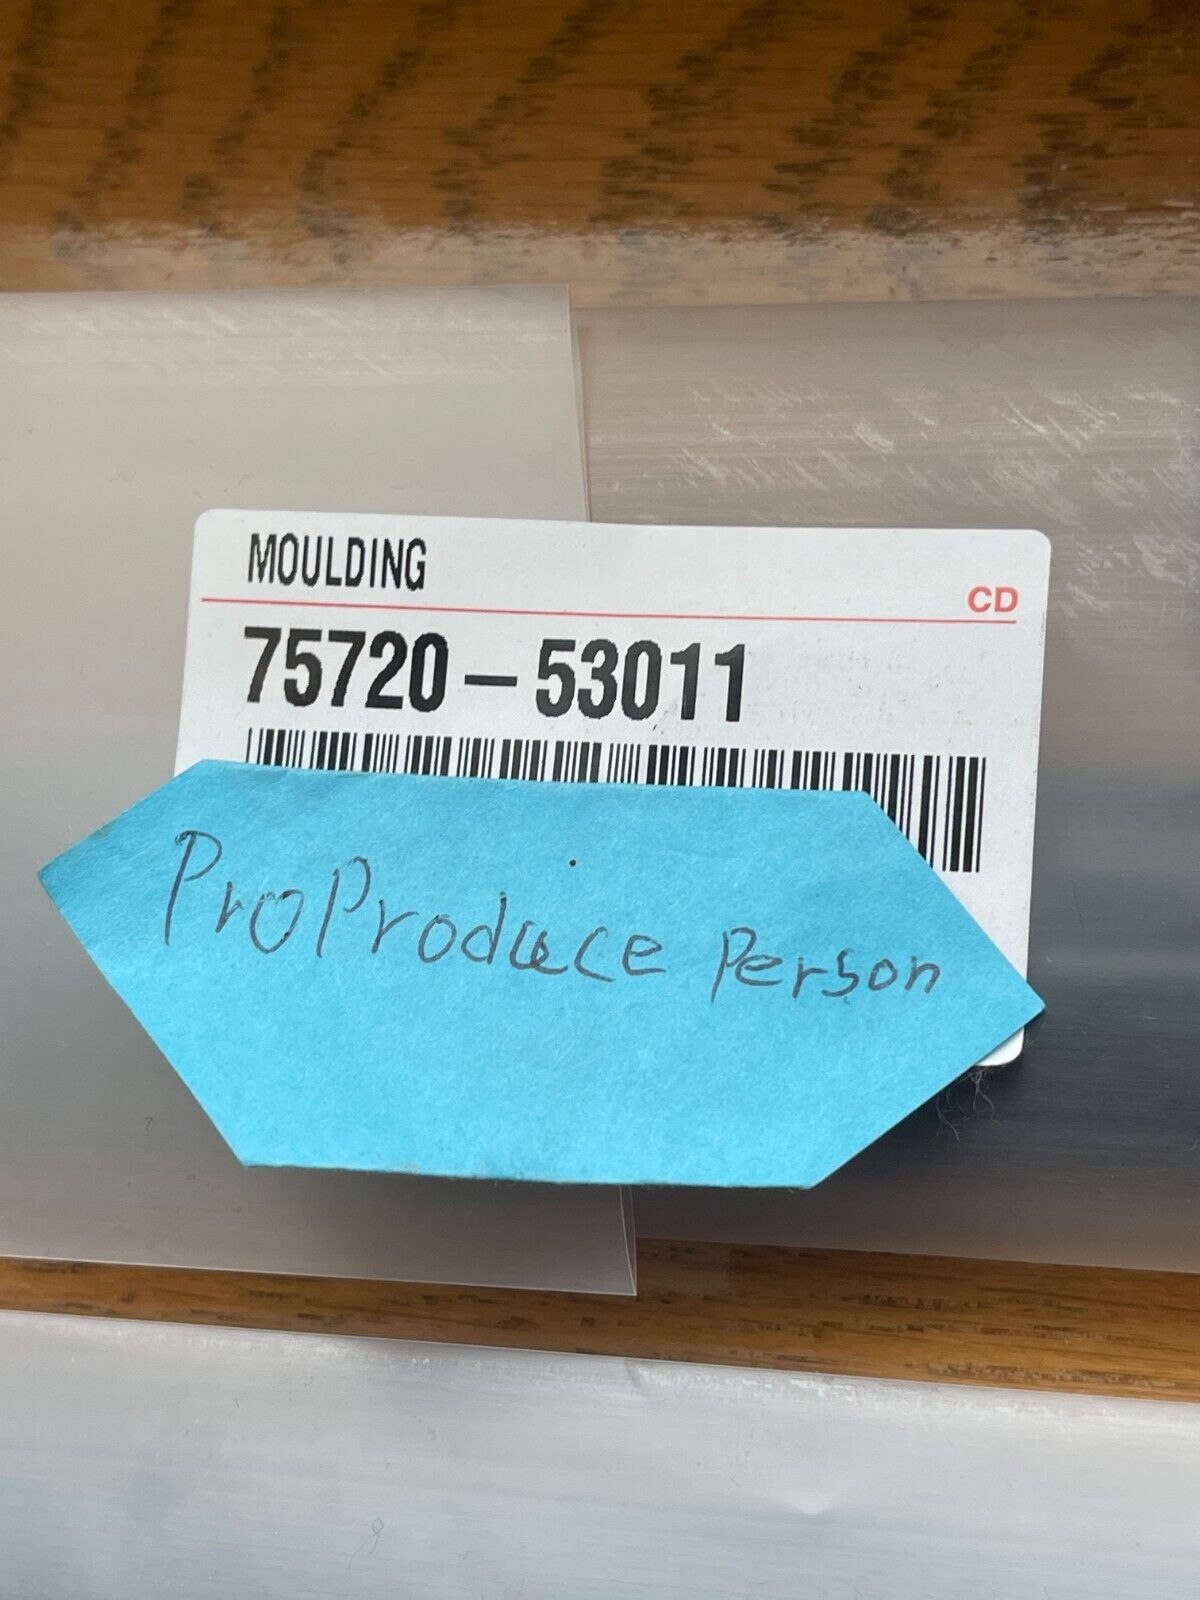 MOULDING
CD
75720-53011
ProProduce Person